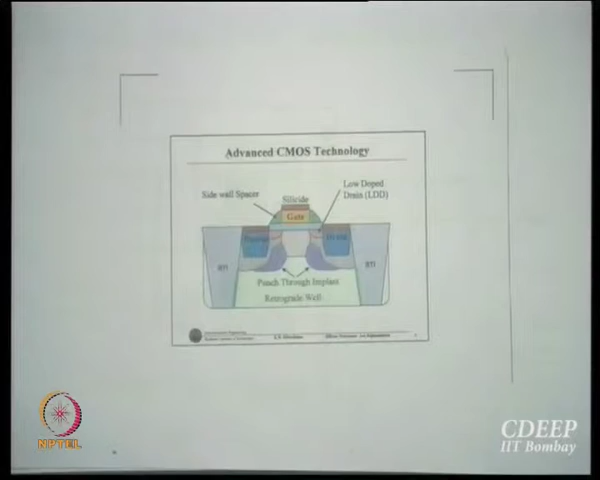 Advanced CMOS Technology
Low Doped
Side wall Spacer
Silicide
Drain (LDD)
Gate
STI
STI
Punch Through Implant
Retrograde Well
NPTEL
CDEEP
IIT Bombay